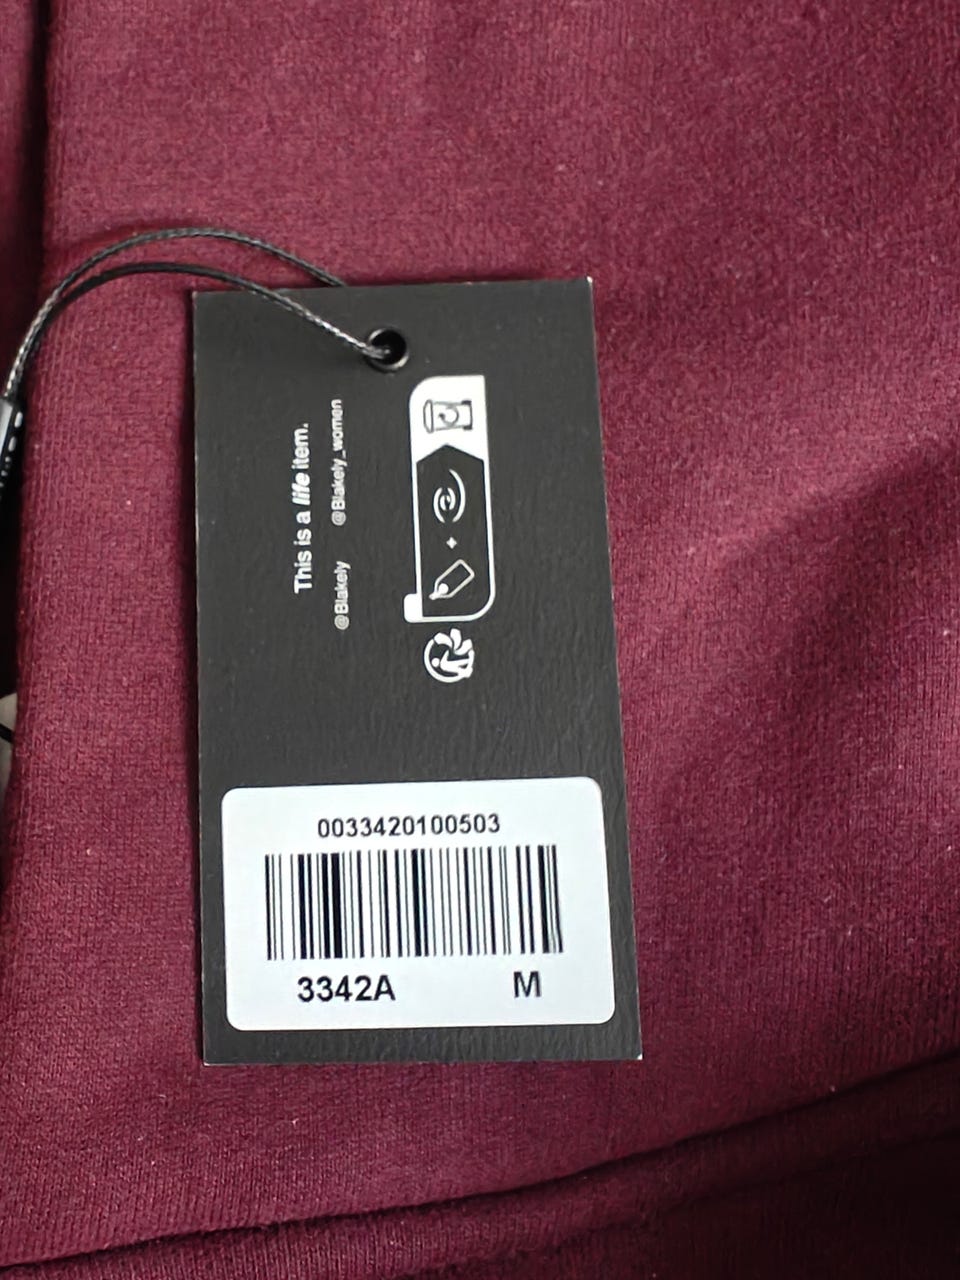 This is a life item.
@Blakely @Blakely_women
0033420100503
3342A M